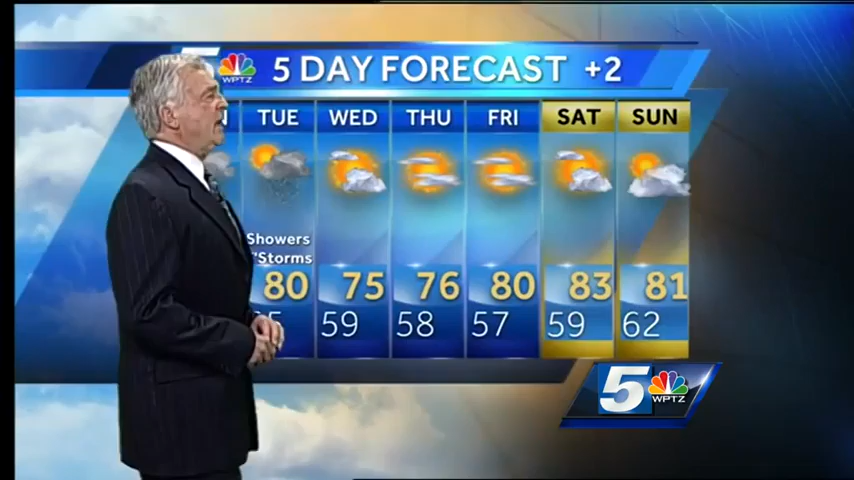 WPTZ 5 DAY FORECAST +2
TUE WED THU FRI SAT SUN
Showers
T'Storms
80 75 76 80 83 81
59 58 57 59 62
5 WPTZ